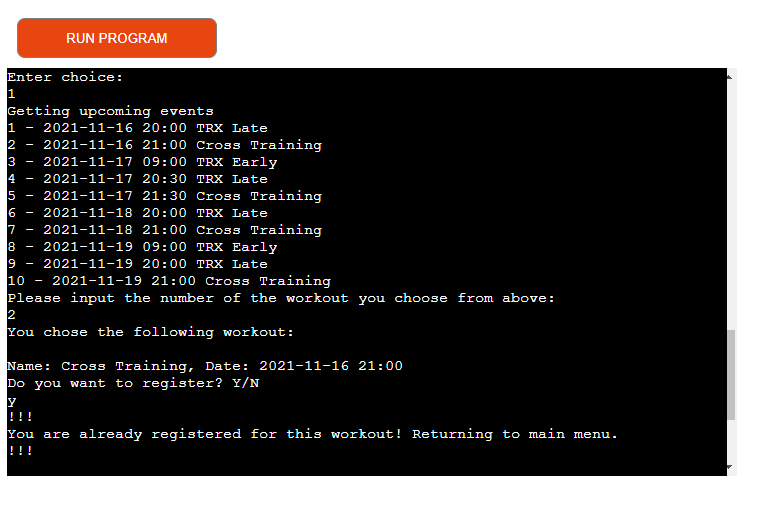 RUN PROGRAM
Enter choice:
1
Getting upcoming events
1 - 2021-11-16 20:00 TRX Late
2 - 2021-11-16 21:00 Cross Training
3 - 2021-11-17 09:00 TRX Early
4 - 2021-11-17 20:30 TRX Late
5 - 2021-11-17 21:30 Cross Training
6 - 2021-11-18 20:00 TRX Late
7 - 2021-11-18 21:00 Cross Training
8 - 2021-11-19 09:00 TRX Early
9 - 2021-11-19 20:00 TRX Late
10 - 2021-11-19 21:00 Cross Training
Please input the number of the workout you choose from above:
2
You chose the following workout:
Name: Cross Training, Date: 2021-11-16 21:00
Do you want to register? Y/N
y
!!!
You are already registered for this workout! Returning to main menu.
!!!